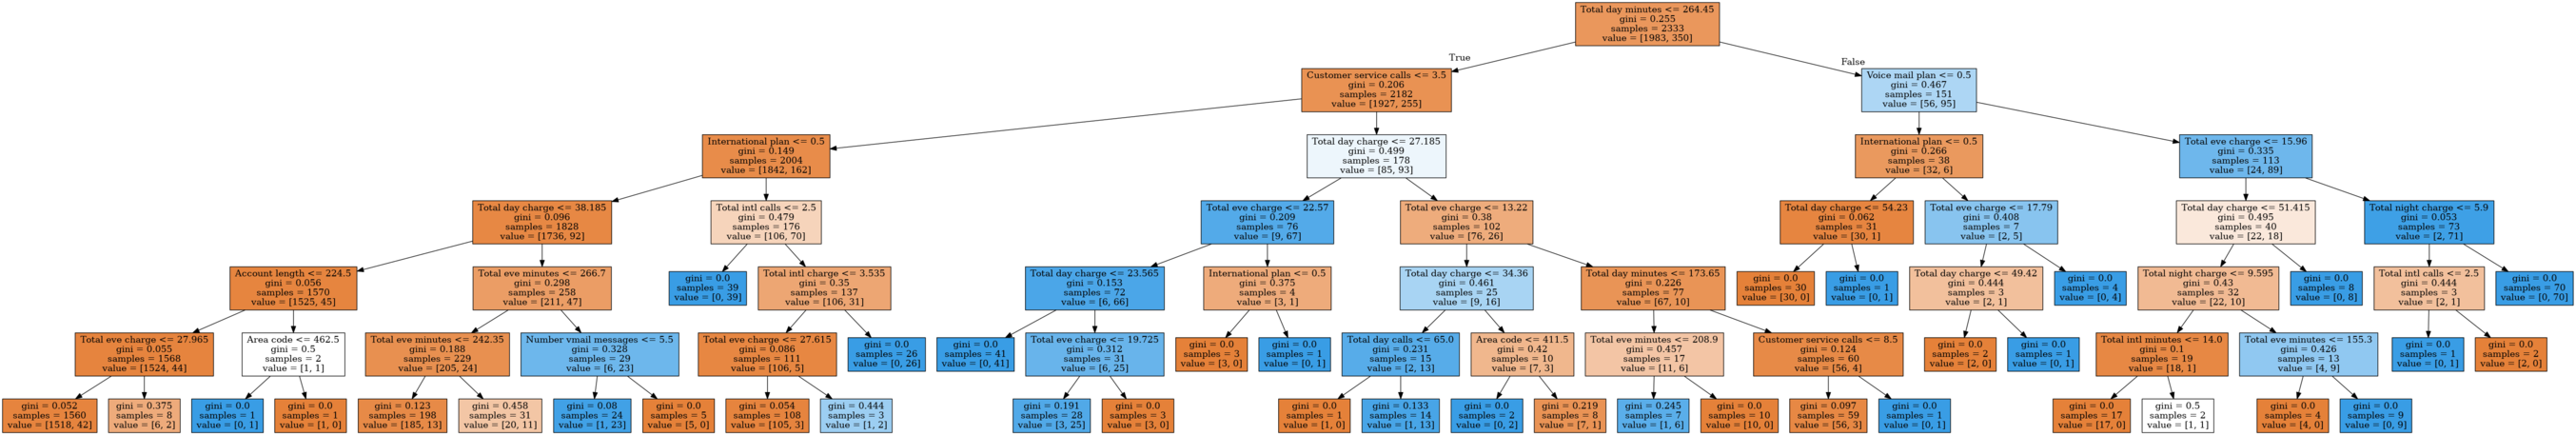 Total day minutes <= 264.45
gini = 0.255
samples = 2333
value = [1983, 350]
True
False
Customer service calls <= 3.5
gini = 0.206
samples = 2182
value = [1927, 255]
Voice mail plan <= 0.5
gini = 0.467
samples = 151
value = [56, 95]
International plan <= 0.5
gini = 0.149
samples = 2004
value = [1842, 162]
Total day charge <= 27.185
gini = 0.499
samples = 178
value = [85, 93]
International plan <= 0.5
gini = 0.266
samples = 38
value = [32, 6]
Total eve charge <= 15.96
gini = 0.335
samples = 113
value = [24, 89]
Total day charge <= 38.185
gini = 0.096
samples = 1828
value = [1736, 92]
Total intl calls <= 2.5
gini = 0.479
samples = 176
value = [106, 70]
Total eve charge <= 22.57
gini = 0.209
samples = 76
value = [9, 67]
Total eve charge <= 13.22
gini = 0.38
samples = 102
value = [76, 26]
Total day charge <= 54.23
gini = 0.062
samples = 31
value = [30, 1]
Total eve charge <= 17.79
gini = 0.408
samples = 7
value = [2, 5]
Total day charge <= 51.415
gini = 0.495
samples = 40
value = [22, 18]
Total night charge <= 5.9
gini = 0.053
samples = 73
value = [2, 71]
Account length <= 224.5
gini = 0.056
samples = 1570
value = [1525, 45]
Total eve minutes <= 266.7
gini = 0.298
samples = 258
value = [211, 47]
gini = 0.0
samples = 39
value = [0, 39]
Total intl charge <= 3.535
gini = 0.35
samples = 137
value = [106, 31]
Total day charge <= 23.565
gini = 0.153
samples = 72
value = [6, 66]
International plan <= 0.5
gini = 0.375
samples = 4
value = [3, 1]
Total day charge <= 34.36
gini = 0.461
samples = 25
value = [9, 16]
Total day minutes <= 173.65
gini = 0.226
samples = 77
value = [67, 10]
gini = 0.0
samples = 30
value = [30, 0]
gini = 0.0
samples = 1
value = [0, 1]
Total day charge <= 49.42
gini = 0.444
samples = 3
value = [2, 1]
gini = 0.0
samples = 4
value = [0, 4]
Total night charge <= 9.595
gini = 0.43
samples = 32
value = [22, 10]
gini = 0.0
samples = 8
value = [0, 8]
Total intl calls <= 2.5
gini = 0.444
samples = 3
value = [2, 1]
gini = 0.0
samples = 70
value = [0, 70]
Total eve charge <= 27.965
gini = 0.055
samples = 1568
value = [1524, 44]
Area code <= 462.5
gini = 0.5
samples = 2
value = [1, 1]
Total eve minutes <= 242.35
gini = 0.188
samples = 229
value = [205, 24]
Number vmail messages <= 5.5
gini = 0.328
samples = 29
value = [6, 23]
Total eve charge <= 27.615
gini = 0.086
samples = 111
value = [106, 5]
gini = 0.0
samples = 26
value = [0, 26]
gini = 0.0
samples = 41
value = [0, 41]
Total eve charge <= 19.725
gini = 0.312
samples = 31
value = [6, 25]
gini = 0.0
samples = 3
value = [3, 0]
gini = 0.0
samples = 1
value = [0, 1]
Total day calls <= 65.0
gini = 0.231
samples = 15
value = [2, 13]
Area code <= 411.5
gini = 0.42
samples = 10
value = [7, 3]
Total eve minutes <= 208.9
gini = 0.457
samples = 17
value = [11, 6]
Customer service calls <= 8.5
gini = 0.124
samples = 60
value = [56, 4]
gini = 0.0
samples = 2
value = [2, 0]
gini = 0.0
samples = 1
value = [0, 1]
Total intl minutes <= 14.0
gini = 0.1
samples = 19
value = [18, 1]
Total eve minutes <= 155.3
gini = 0.426
samples = 13
value = [4, 9]
gini = 0.0
samples = 1
value = [0, 1]
gini = 0.0
samples = 2
value = [2, 0]
gini = 0.052
samples = 1560
value = [1518, 42]
gini = 0.375
samples = 8
value = [6, 2]
gini = 0.0
samples = 1
value = [0, 1]
gini = 0.0
samples = 1
value = [1, 0]
gini = 0.123
samples = 198
value = [185, 13]
gini = 0.458
samples = 31
value = [20, 11]
gini = 0.08
samples = 24
value = [1, 23]
gini = 0.0
samples = 5
value = [5, 0]
gini = 0.054
samples = 108
value = [105, 3]
gini = 0.444
samples = 3
value = [1, 2]
gini = 0.191
samples = 28
value = [3, 25]
gini = 0.0
samples = 3
value = [3, 0]
gini = 0.0
samples = 1
value = [1, 0]
gini = 0.133
samples = 14
value = [1, 13]
gini = 0.0
samples = 2
value = [0, 2]
gini = 0.219
samples = 8
value = [7, 1]
gini = 0.245
samples = 7
value = [1, 6]
gini = 0.0
samples = 10
value = [10, 0]
gini = 0.097
samples = 59
value = [56, 3]
gini = 0.0
samples = 1
value = [0, 1]
gini = 0.0
samples = 17
value = [17, 0]
gini = 0.5
samples = 2
value = [1, 1]
gini = 0.0
samples = 4
value = [4, 0]
gini = 0.0
samples = 9
value = [0, 9]